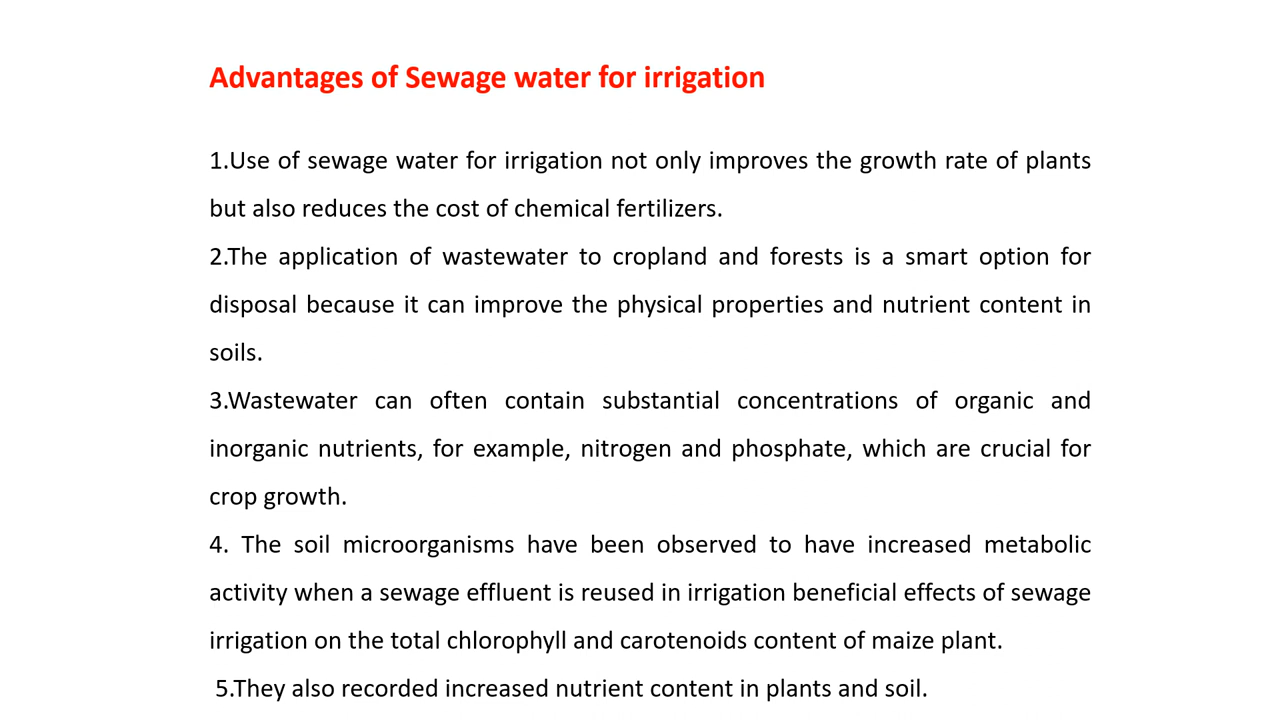 Advantages of Sewage water for irrigation
1.Use of sewage water for irrigation not only improves the growth rate of plants
but also reduces the cost of chemical fertilizers.
2.The application of wastewater to cropland and forests is a smart option for
disposal because it can improve the physical properties and nutrient content in
soils.
3.Wastewater can often contain substantial concentrations of organic and
inorganic nutrients, for example, nitrogen and phosphate, which are crucial for
crop growth.
4. The soil microorganisms have been observed to have increased metabolic
activity when a sewage effluent is reused in irrigation beneficial effects of sewage
irrigation on the total chlorophyll and carotenoids content of maize plant.
5.They also recorded increased nutrient content in plants and soil.